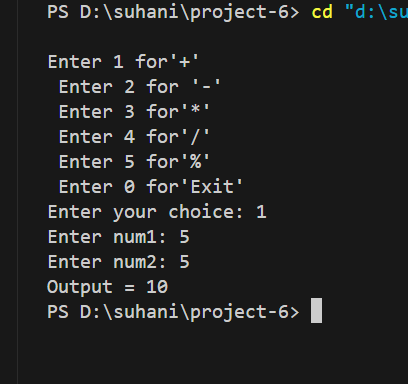 PS D:\suhani\project-6> cd "d:\su
Enter 1 for'+'
Enter 2 for '-'
Enter 3 for'*'
Enter 4 for'/'
Enter 5 for'%'
Enter 0 for'Exit'
Enter your choice: 1
Enter num1: 5
Enter num2: 5
Output = 10
PS D:\suhani\project-6>